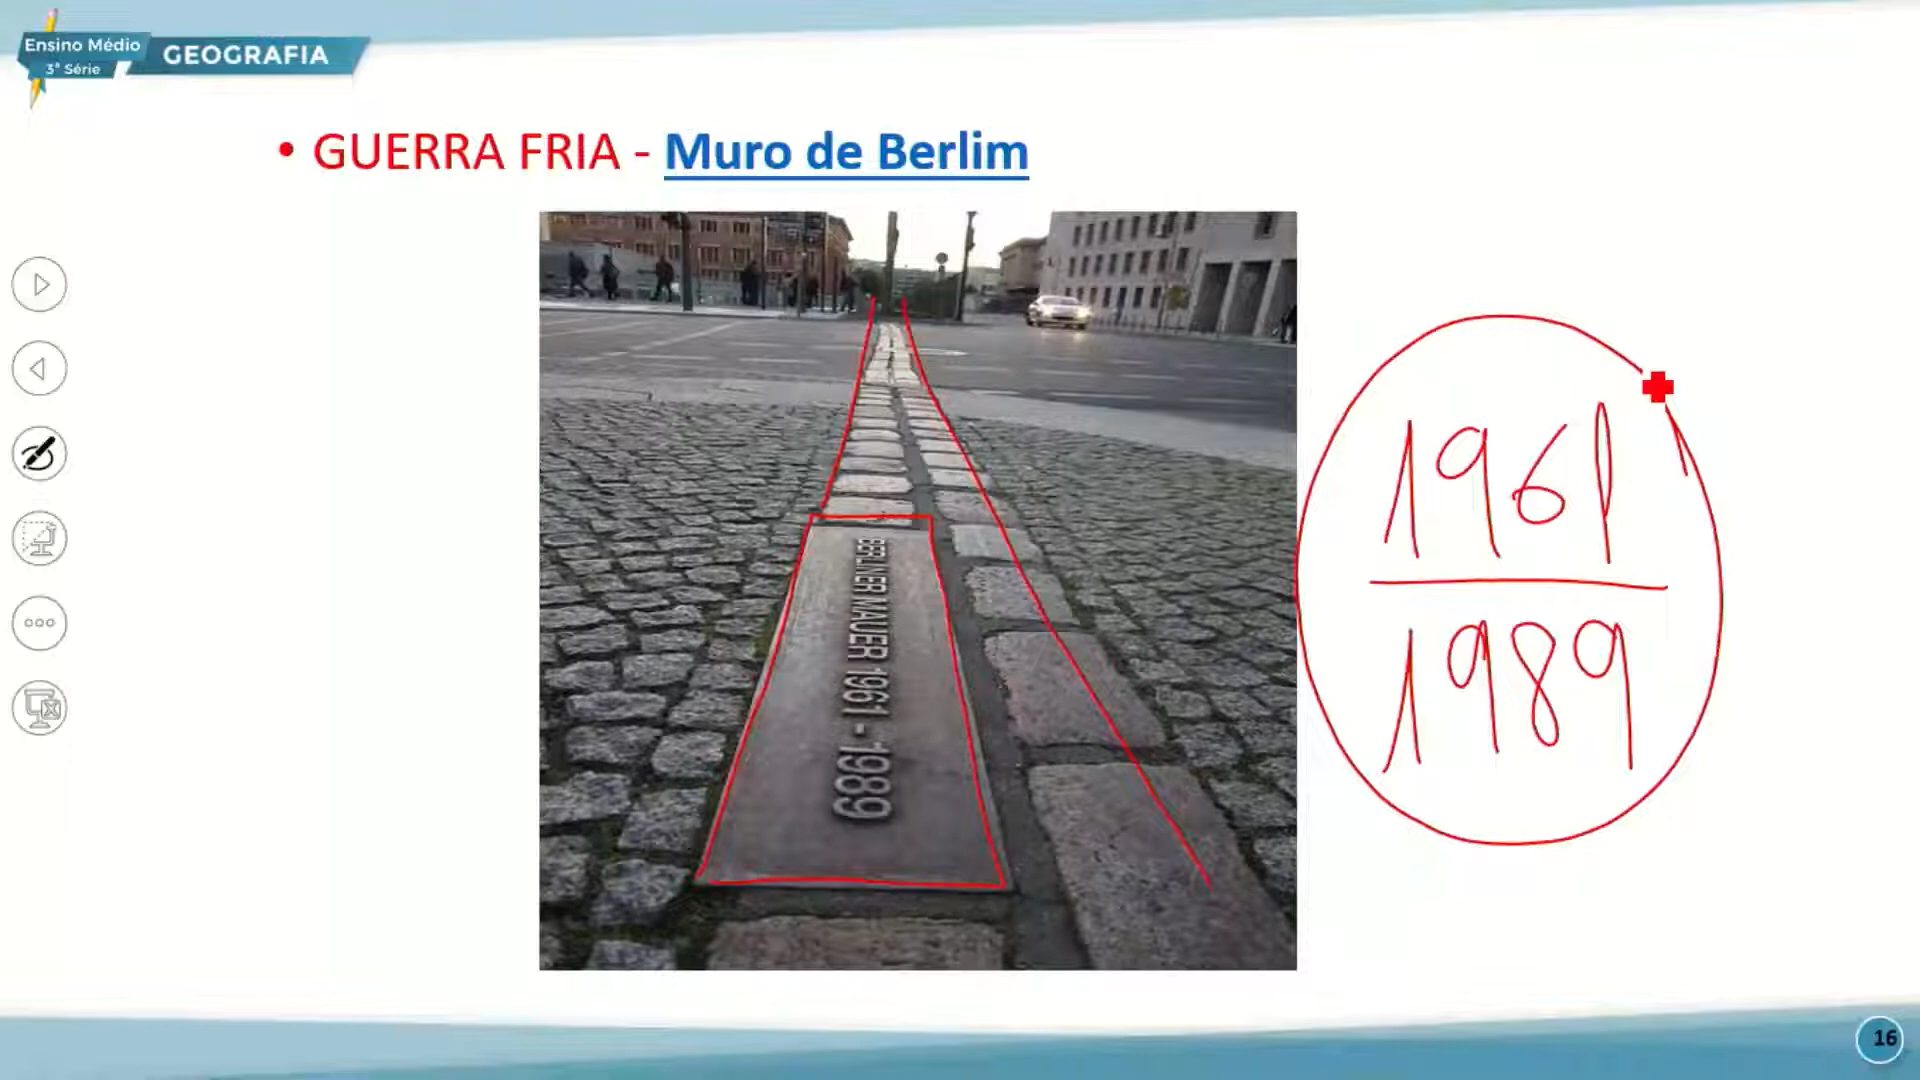 Ensino Médio
3ª Série
GEOGRAFIA
• GUERRA FRIA - Muro de Berlim
BERLINER MAUER 1961 - 1989
1961
1989
16